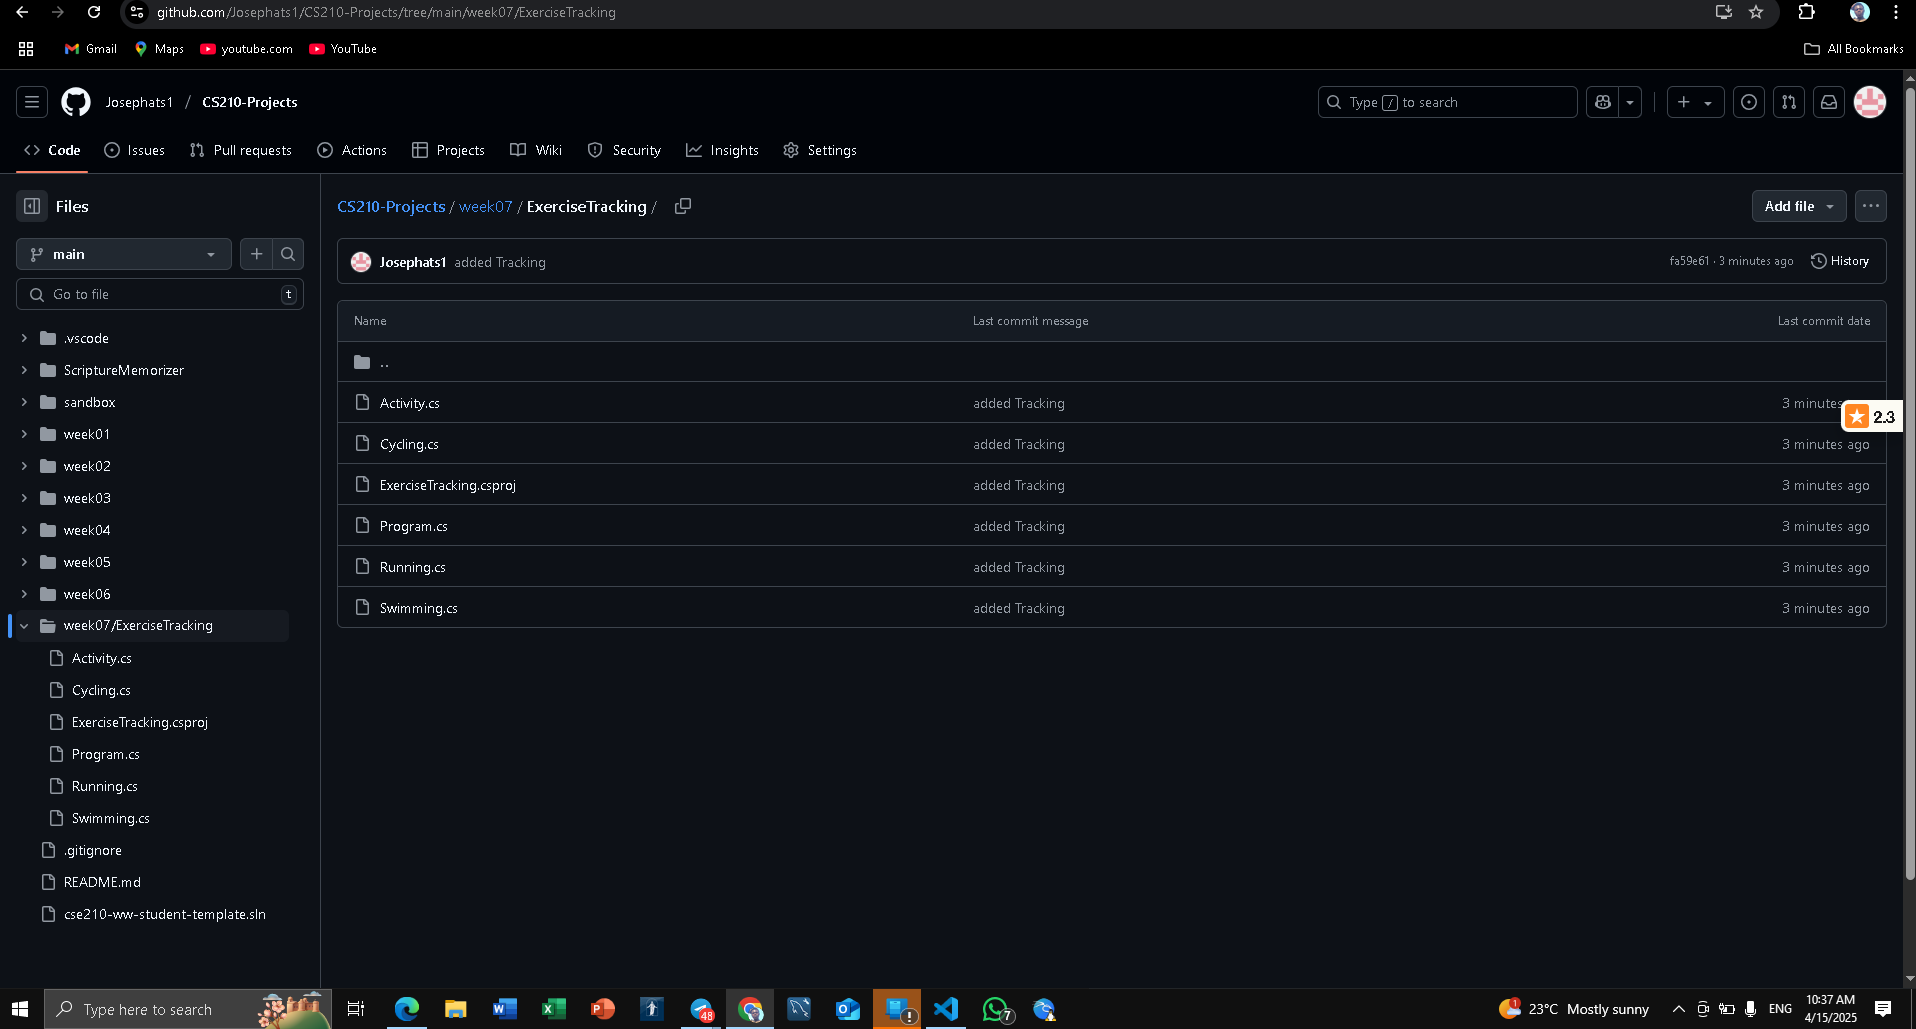 github.com/Josephats1/CS210-Projects/tree/main/week07/ExerciseTracking
Gmail Maps youtube.com YouTube All Bookmarks
Josephats1 / CS210-Projects Type / to search
Code Issues Pull requests Actions Projects Wiki Security Insights Settings
Files
CS210-Projects / week07 / ExerciseTracking /
Add file
main
Josephats1 added Tracking
fa59e61 · 3 minutes ago History
Go to file t
Name Last commit message Last commit date
..
Activity.cs added Tracking 3 minutes
2.3
Cycling.cs added Tracking 3 minutes ago
ExerciseTracking.csproj added Tracking 3 minutes ago
Program.cs added Tracking 3 minutes ago
Running.cs added Tracking 3 minutes ago
Swimming.cs added Tracking 3 minutes ago
.vscode
ScriptureMemorizer
sandbox
week01
week02
week03
week04
week05
week06
week07/ExerciseTracking
Activity.cs
Cycling.cs
ExerciseTracking.csproj
Program.cs
Running.cs
Swimming.cs
.gitignore
README.md
cse210-ww-student-template.sln
Type here to search
48
7
7
1
23°C Mostly sunny
ENG
10:37 AM
4/15/2025